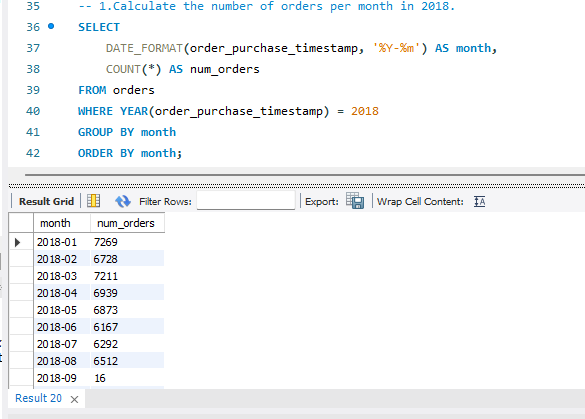 35 -- 1.Calculate the number of orders per month in 2018.
36 SELECT
37 DATE_FORMAT(order_purchase_timestamp, '%Y-%m') AS month,
38 COUNT(*) AS num_orders
39 FROM orders
40 WHERE YEAR(order_purchase_timestamp) = 2018
41 GROUP BY month
42 ORDER BY month;
Result Grid Filter Rows: Export: Wrap Cell Content: IA
month num_orders
2018-01 7269
2018-02 6728
2018-03 7211
2018-04 6939
2018-05 6873
2018-06 6167
2018-07 6292
2018-08 6512
2018-09 16
Result 20 ×